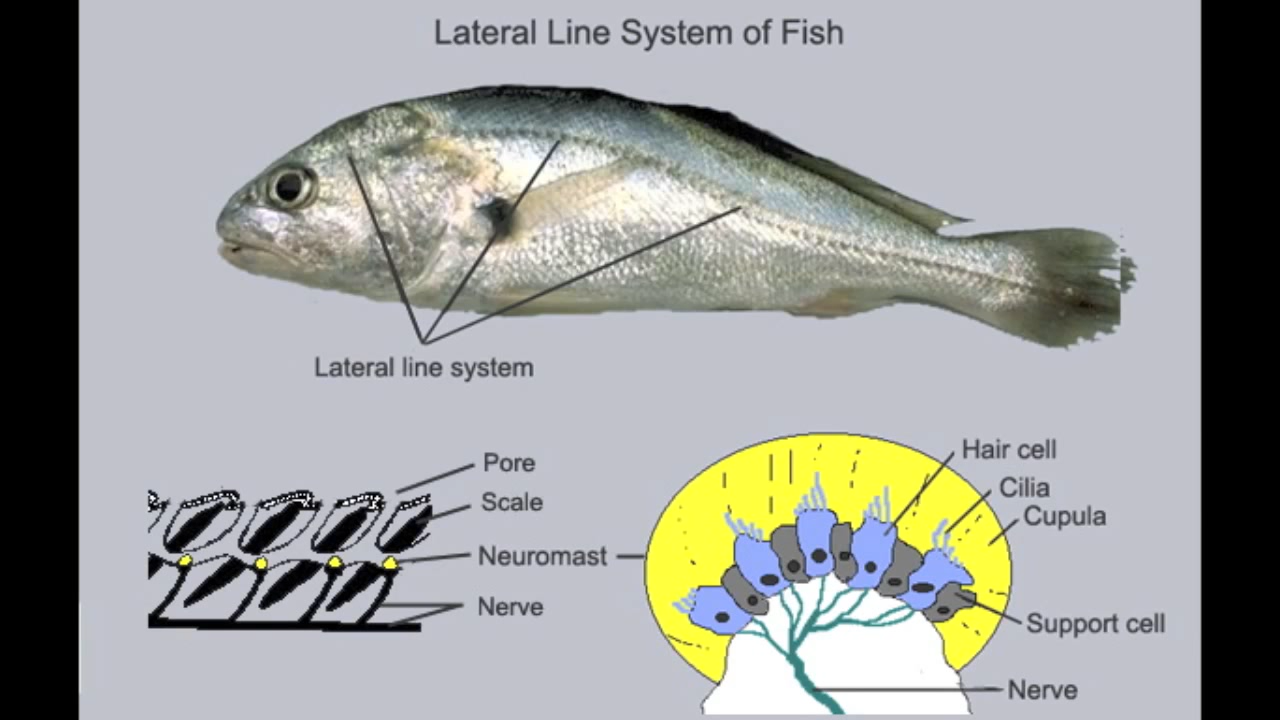 Lateral Line System of Fish
Lateral line system
Pore
Scale
Neuromast
Nerve
Hair cell
Cilia
Cupula
Support cell
Nerve